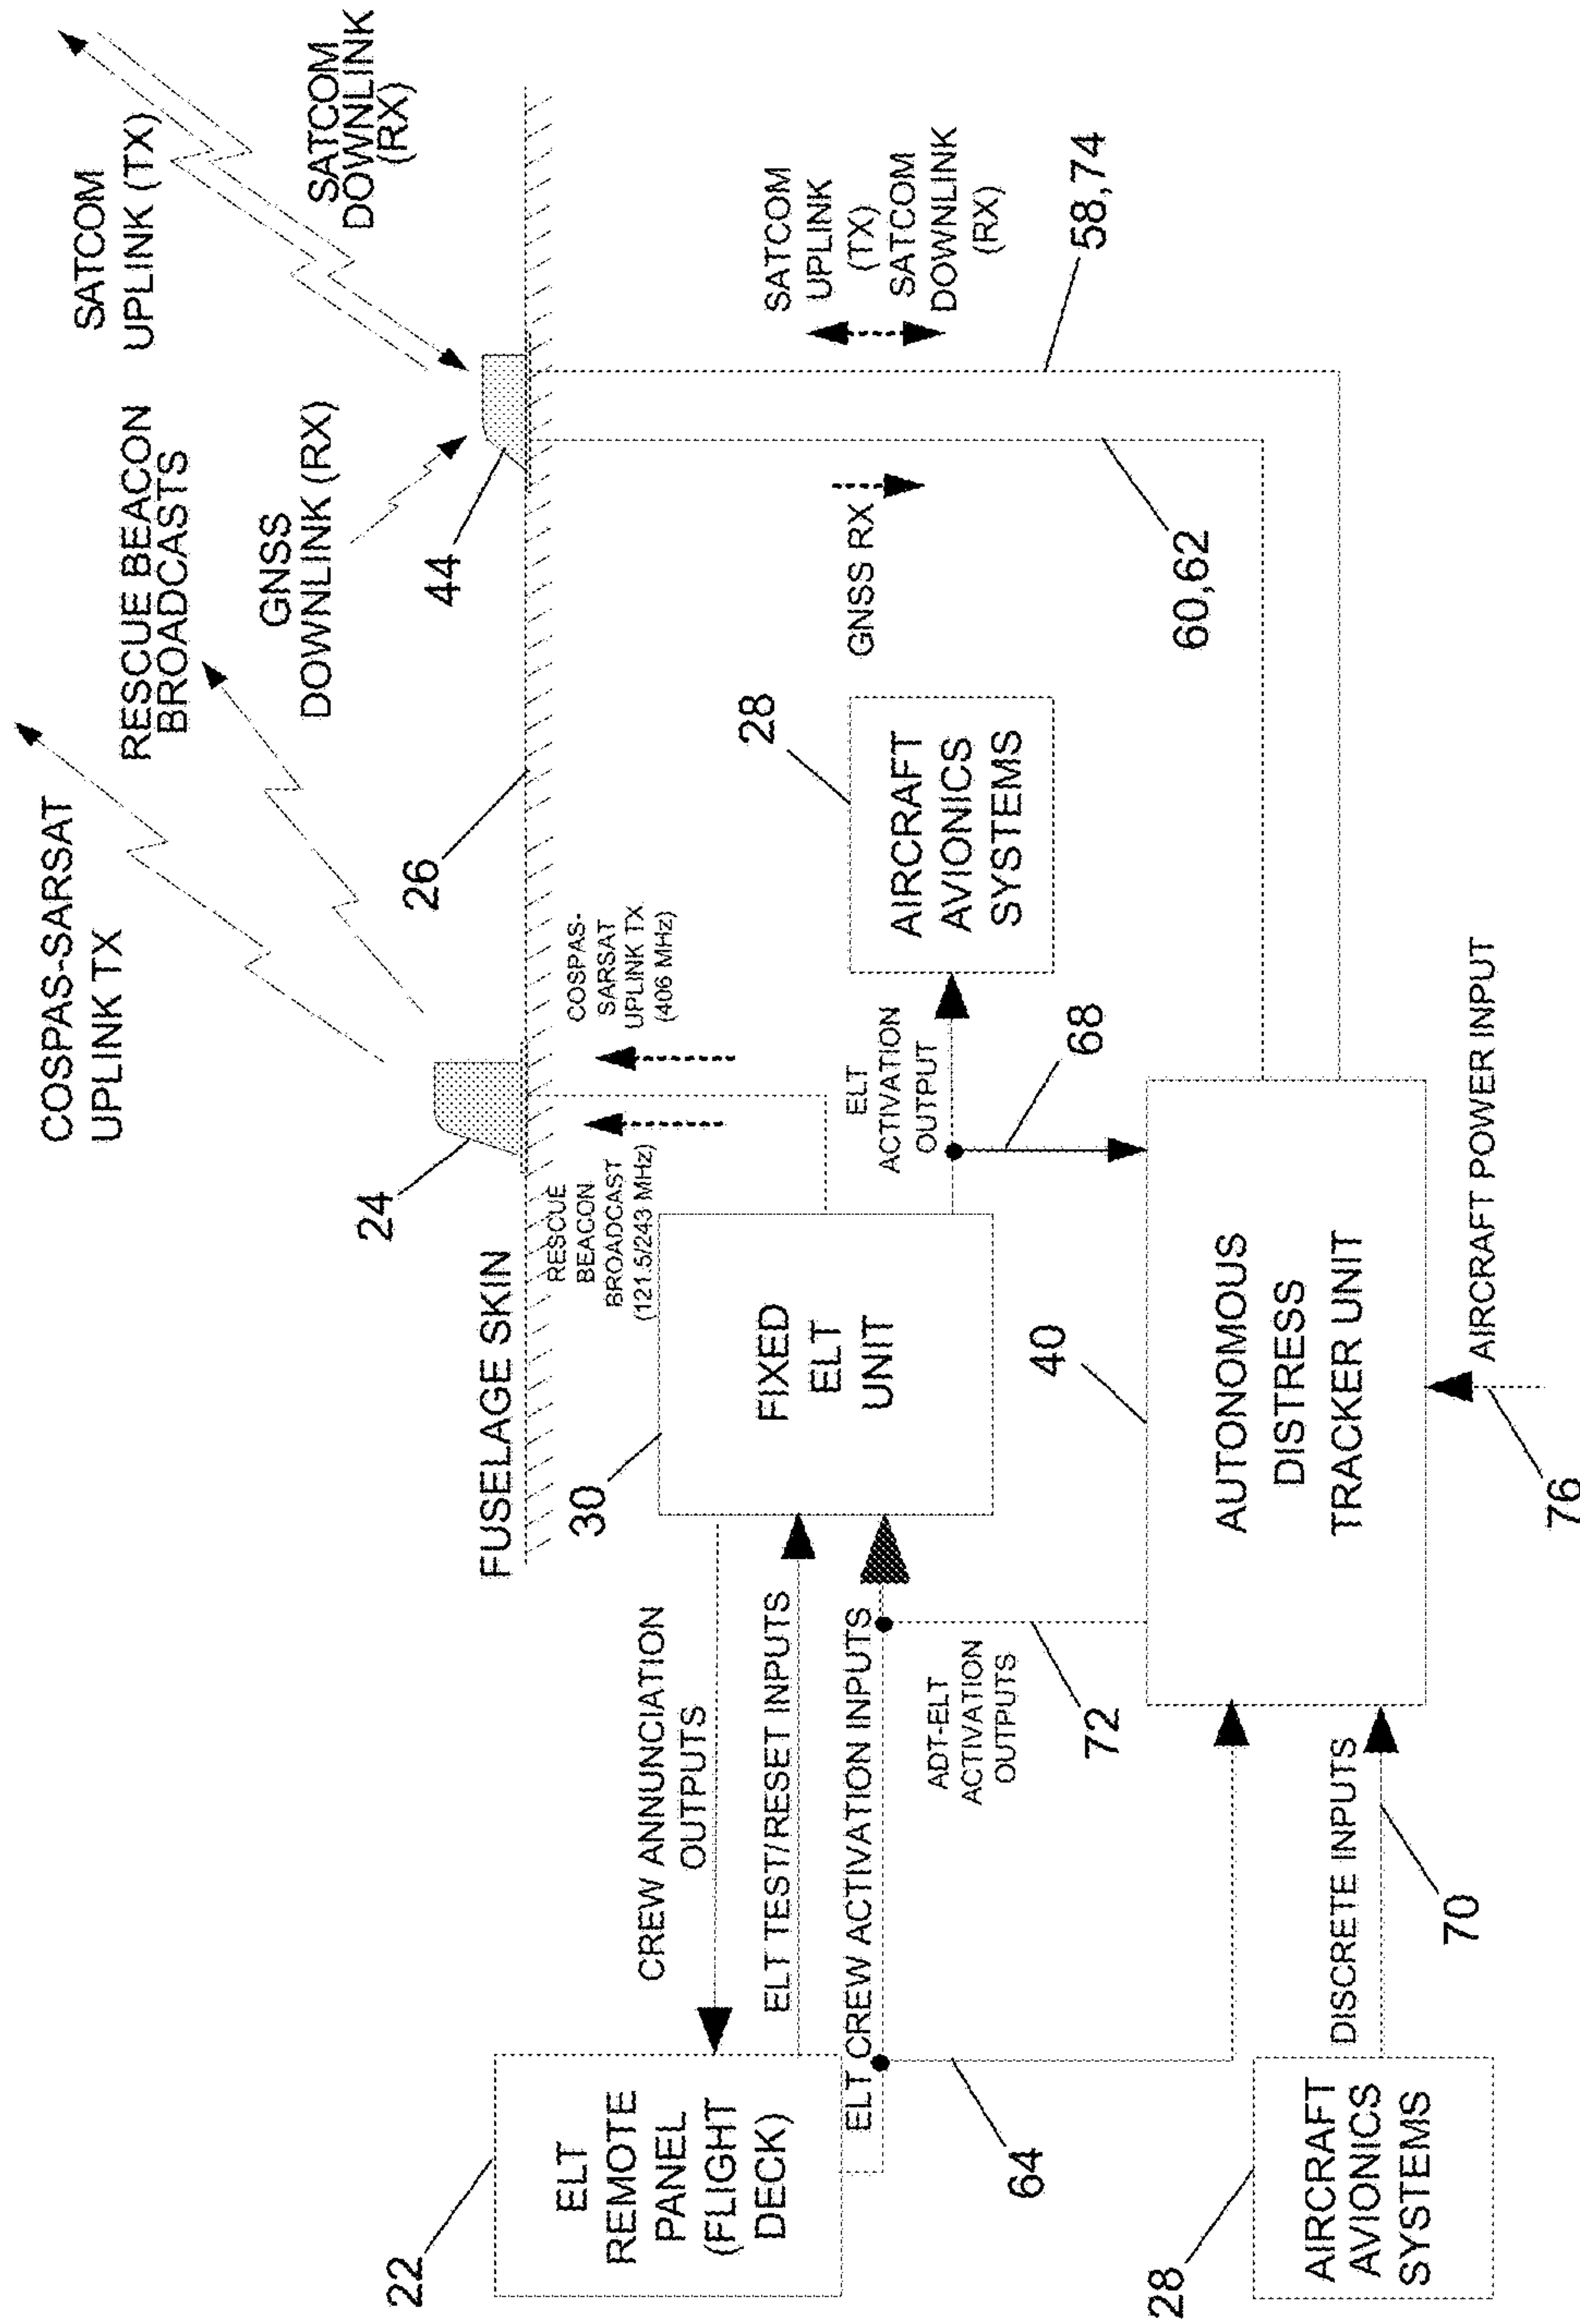 COSPAS-SARSAT
UPLINK TX
RESCUE BEACON
BROADCASTS
SATCOM
UPLINK (TX)
GNSS
DOWNLINK (RX)
SATCOM
DOWNLINK
(RX)
24
26
44
FUSELAGE SKIN
RESCUE
BEACON
BROADCAST
(121.5/243 MHz)
COSPAS-
SARSAT
UPLINK TX
(406 MHz)
22
ELT
REMOTE
PANEL
(FLIGHT
DECK)
CREW ANNUNCIATION
OUTPUTS
ELT TEST/RESET INPUTS
ELT CREW ACTIVATION INPUTS
30
FIXED
ELT
UNIT
ELT
ACTIVATION
OUTPUT
28
AIRCRAFT
AVIONICS
SYSTEMS
GNSS RX
SATCOM
UPLINK
(TX)
SATCOM
DOWNLINK
(RX)
58,74
60,62
64
ADT-ELT
ACTIVATION
OUTPUTS
72
40
68
AUTONOMOUS
DISTRESS
TRACKER UNIT
28
AIRCRAFT
AVIONICS
SYSTEMS
DISCRETE INPUTS
70
76
AIRCRAFT POWER INPUT